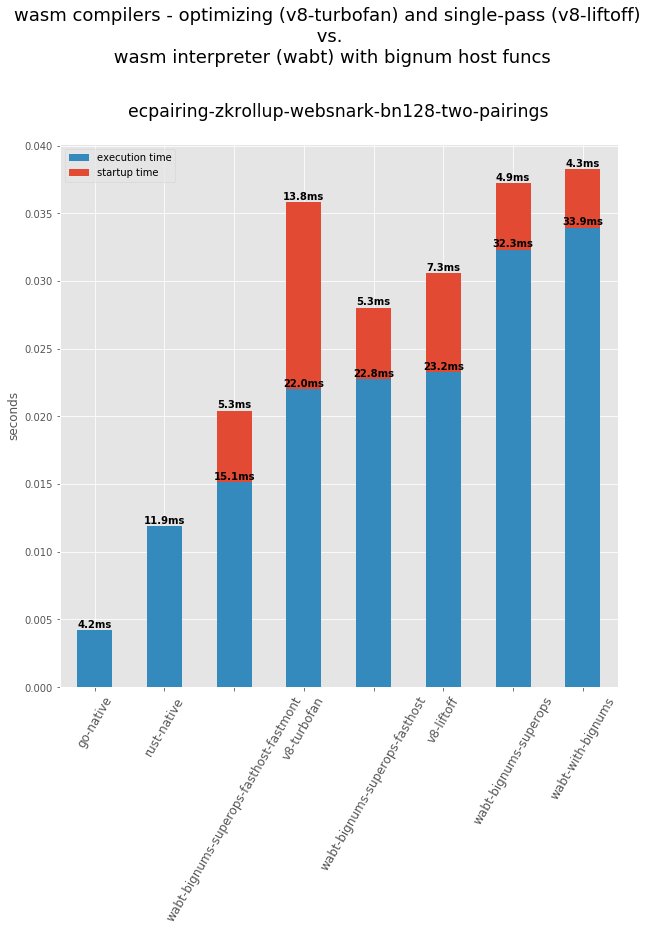 wasm compilers - optimizing (v8-turbofan) and single-pass (v8-liftoff)
vs.
wasm interpreter (wabt) with bignum host funcs
ecpairing-zkrollup-websnark-bn128-two-pairings
execution time
startup time
seconds
0.040
0.035
0.030
0.025
0.020
0.015
0.010
0.005
0.000
4.2ms
11.9ms
5.3ms
15.1ms
13.8ms
22.0ms
5.3ms
22.8ms
7.3ms
23.2ms
4.9ms
32.3ms
4.3ms
33.9ms
go-native
rust-native
wabt-bignums-superops-fasthost-fastmont
v8-turbofan
wabt-bignums-superops-fasthost
v8-liftoff
wabt-bignums-superops
wabt-with-bignums